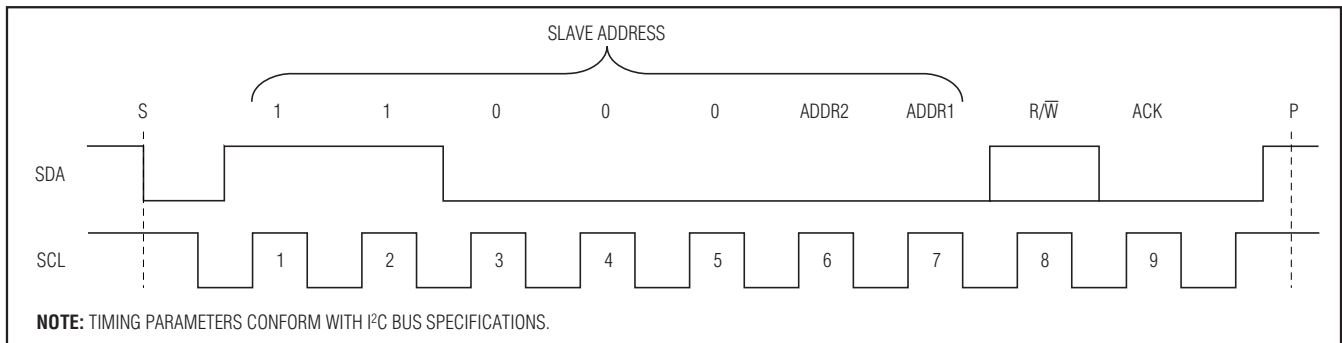 SLAVE ADDRESS
S 1 1 0 0 0 ADDR2 ADDR1 R/W̅ ACK P
SDA
SCL 1 2 3 4 5 6 7 8 9
NOTE: TIMING PARAMETERS CONFORM WITH I²C BUS SPECIFICATIONS.